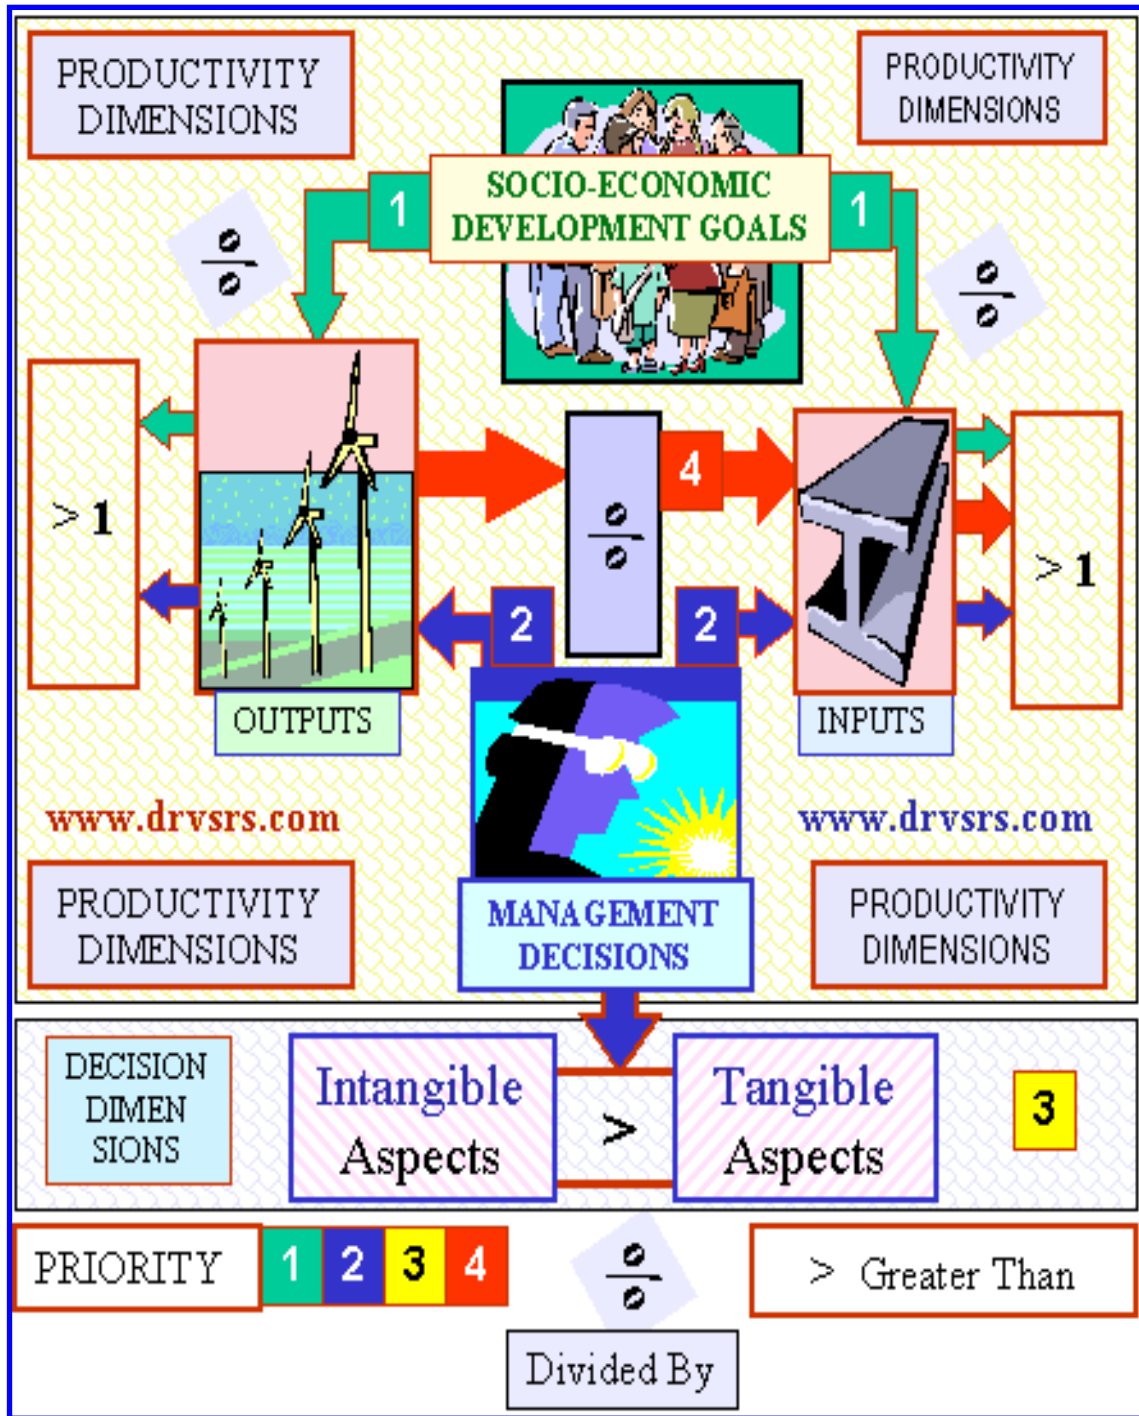 PRODUCTIVITY
DIMENSIONS
PRODUCTIVITY
DIMENSIONS
1
SOCIO-ECONOMIC
DEVELOPMENT GOALS
1
> 1
4
> 1
2
2
OUTPUTS
INPUTS
www.drvsrs.com
www.drvsrs.com
PRODUCTIVITY
DIMENSIONS
MANAGEMENT
DECISIONS
PRODUCTIVITY
DIMENSIONS
DECISION
DIMEN
SIONS
Intangible
Aspects
>
Tangible
Aspects
3
PRIORITY
1 2 3 4
> Greater Than
Divided By